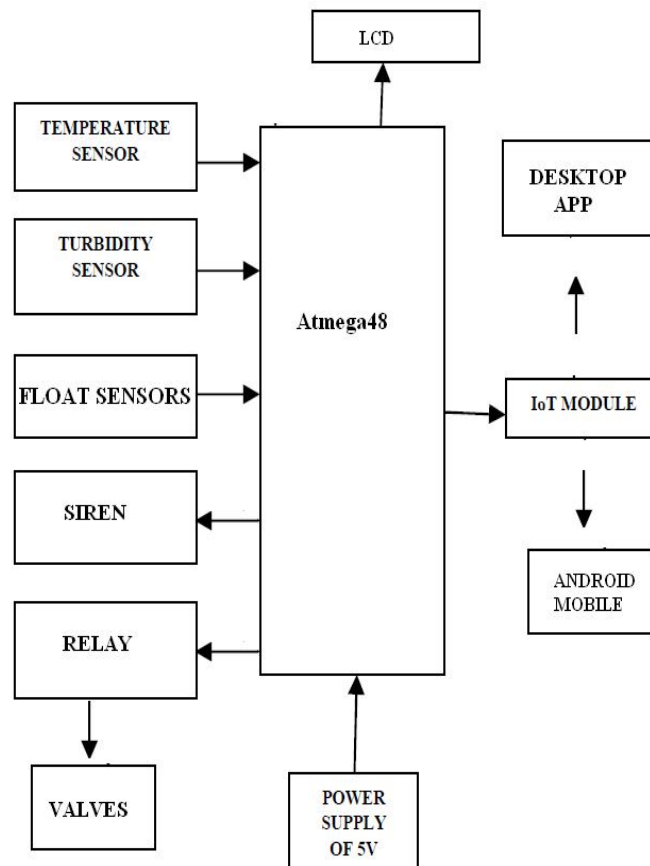 LCD
TEMPERATURE
SENSOR
TURBIDITY
SENSOR
FLOAT SENSORS
SIREN
RELAY
VALVES
Atmega48
POWER
SUPPLY
OF 5V
DESKTOP
APP
IoT MODULE
ANDROID
MOBILE